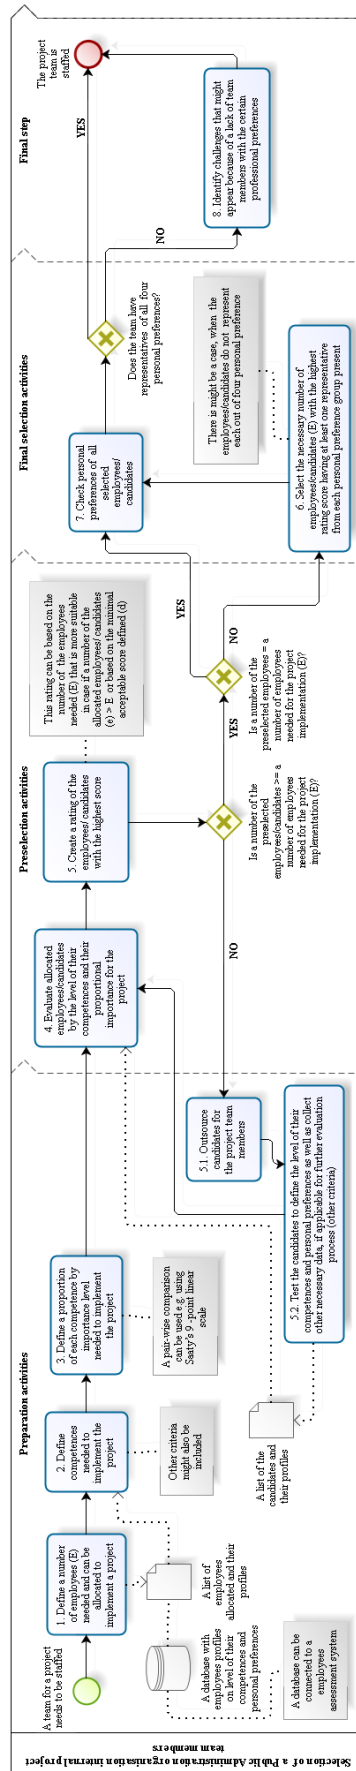 Selection of a Public Administration organisation internal project
team members
Preparation activities
Preselection activities
Final selection activities
Final step
A team for a project
needs to be staffed
1. Define a number
of employees (E)
needed and can be
allocated to
implement a project
2. Define
competences
needed to
implement the
project
3. Define a proportion
of each competence by
importance level
needed to implement
the project
4. Evaluate allocated
employees/candidates
by the level of their
competences and their
proportional
importance for the
project
5. Create a rating of the
employees/candidates
with the highest score
This rating can be based on the
number of the employees
needed (E) that is more suitable
in case if a number of the
allocated employees/candidates
(e) > E. or based on the minimal
acceptable score defined (d)
A database with
employees profiles
on level of their
competences and
personal preferences
A list of
employees
allocated and their
profiles
Other criteria
might also be
included
A pair-wise comparison
can be used e.g. using
Saaty's 9 -point linear
scale
A database can be
connected to a
employees
assessment system
A list of the
candidates and
their profiles
5.1. Outsource
candidates for
the project team
members
5.2. Test the candidates to define the level of their
competences and personal preferences as well as collect
other necessary data, if applicable for further evaluation
process (other criteria)
NO
Is a number of the
preselected
employees/candidates >= a
number of employees
needed for the project
implementation (E)?
YES
Is a number of the
preselected employees = a
number of employees
needed for the project
implementation (E)?
YES
NO
6. Select the necessary number of
employees/candidates (E) with the highest
rating score having at least one representative
from each personal preference group present
There is might be a case, when the
employees/candidates do not represent
each out of four personal preference
7. Check personal
preferences of all
selected
employees/
candidates
Does the team have
representatives of all four
personal preferences?
YES
NO
8. Identify challenges that might
appear because of a lack of team
members with the certain
professional preferences
The project
team is
staffed